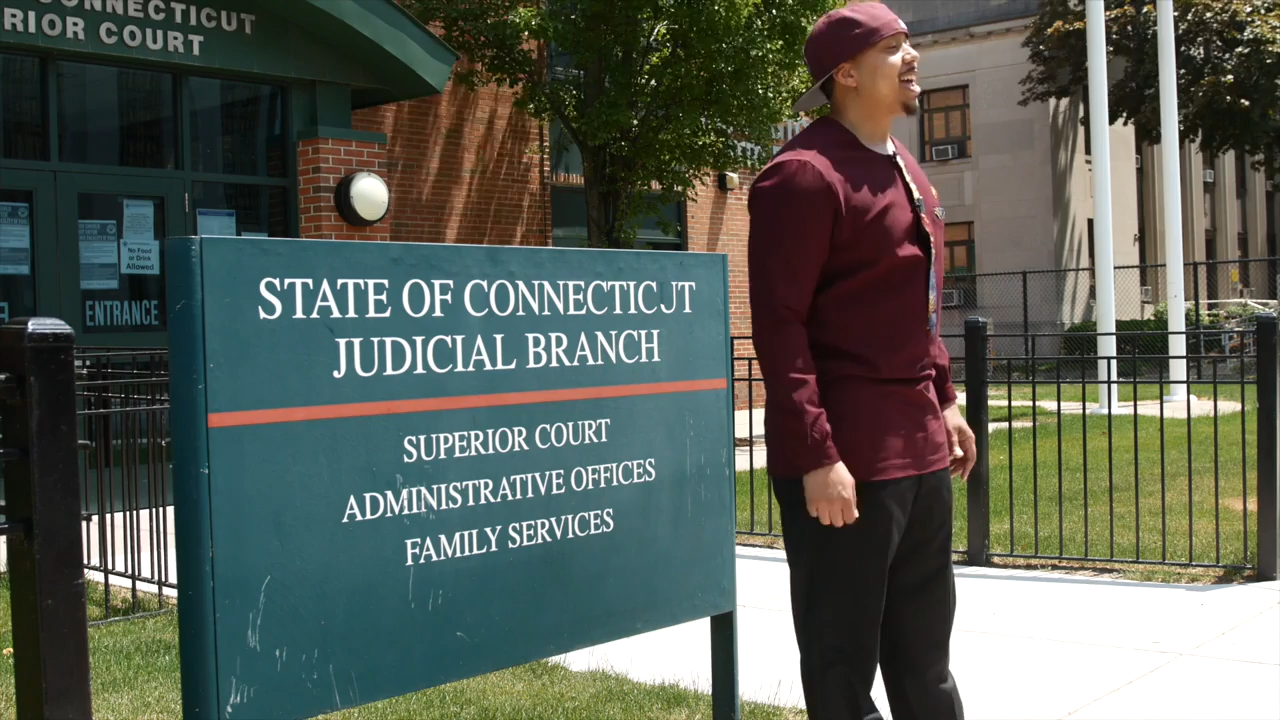 CONNECTICUT
RIOR COURT
No Food
or Drink
Allowed
ENTRANCE
STATE OF CONNECTICUT
JUDICIAL BRANCH
SUPERIOR COURT
ADMINISTRATIVE OFFICES
FAMILY SERVICES